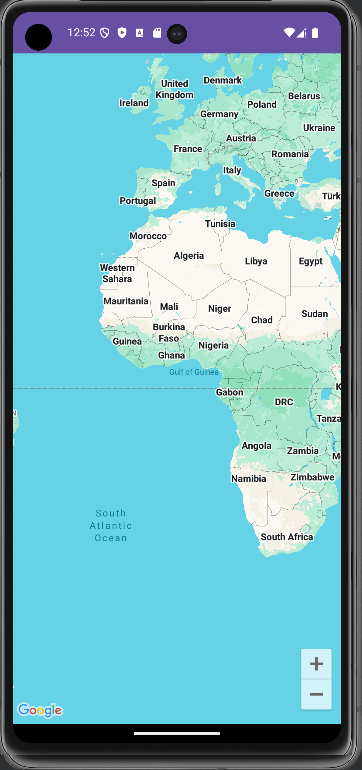 12:52
United
Kingdom
Denmark
Ireland
Poland
Belarus
Germany
Ukraine
Austria
France
Romania
Italy
Spain
Greece
Portugal
Türk
Tunisia
Morocco
Algeria
Libya
Egypt
Western
Sahara
Mauritania
Mali
Niger
Chad
Sudan
Burkina
Faso
Guinea
Ghana
Nigeria
Gulf of Guinea
Gabon
K
DRC
Tanza
Angola
Zambia
M
Namibia
Zimbabwe
South
Atlantic
Ocean
South Africa
+
−
Google